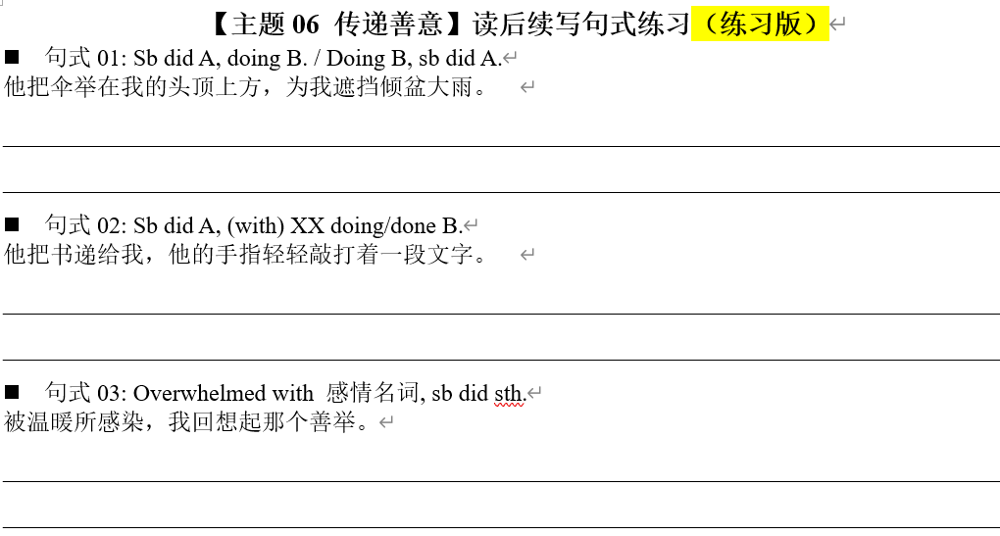 【主题 06 传递善意】读后续写句式练习（练习版）
■ 句式 01: Sb did A, doing B. / Doing B, sb did A.
他把伞举在我的头顶上方，为我遮挡倾盆大雨。
■ 句式 02: Sb did A, (with) XX doing/done B.
他把书递给我，他的手指轻轻敲打着一段文字。
■ 句式 03: Overwhelmed with 感情名词, sb did sth.
被温暖所感染，我回想起那个善举。